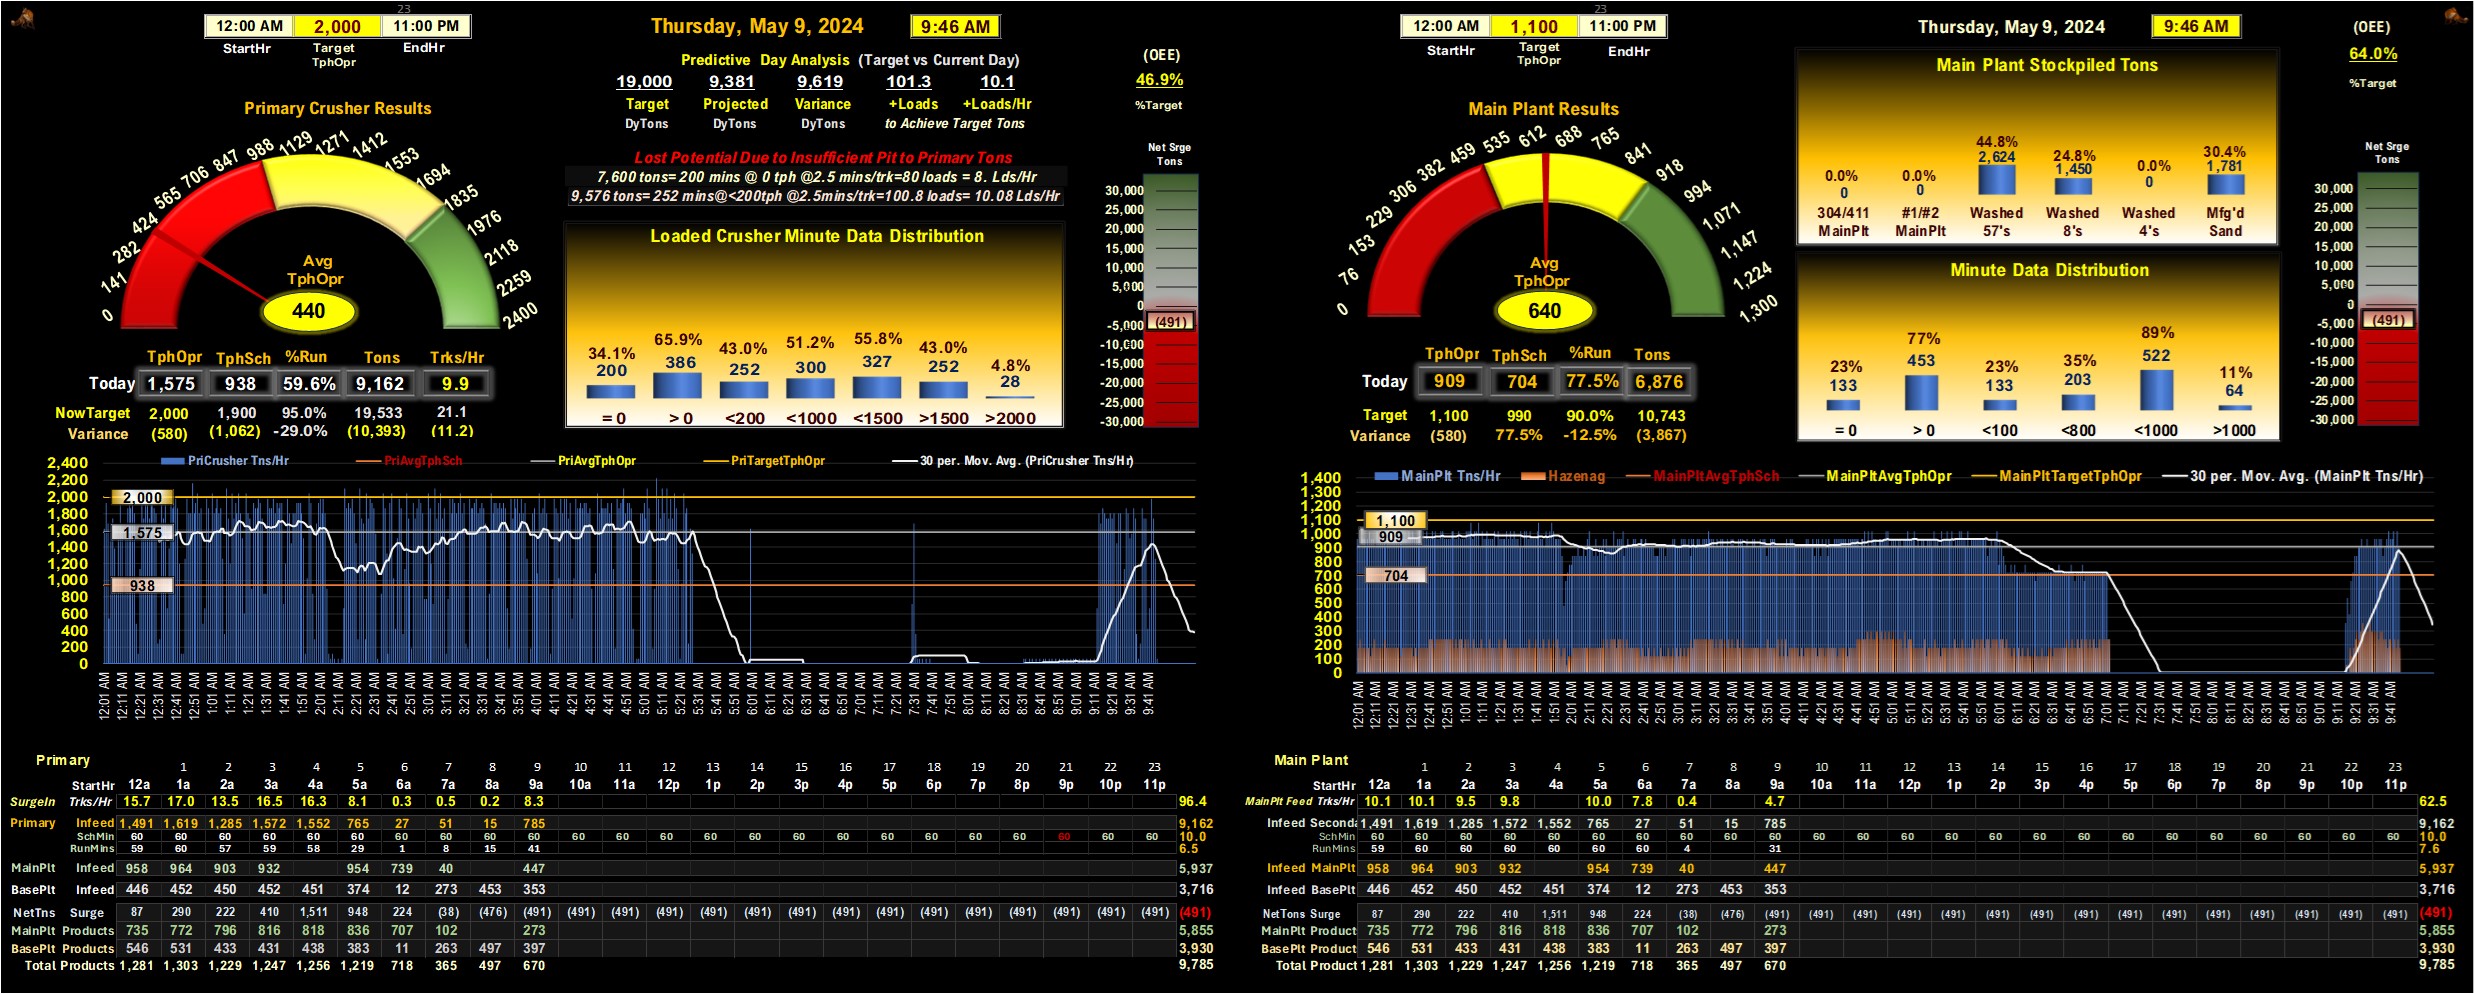 23
12:00 AM 2,000 11:00 PM
StartHr Target TphOpr EndHr
Thursday, May 9, 2024 9:46 AM
Predictive Day Analysis (Target vs Current Day)
19,000 9,381 9,619 101.3 10.1
Target Projected Variance +Loads +Loads/Hr
DyTons DyTons DyTons to Achieve Target Tons
(OEE)
46.9%
%Target
Primary Crusher Results
0 141 282 424 565 706 847 988 1129 1271 1412 1553 1694 1835 1976 2118 2259 2400
Avg
TphOpr
440
Lost Potential Due to Insufficient Pit to Primary Tons
7,600 tons= 200 mins @ 0 tph @2.5 mins/trk=80 loads = 8. Lds/Hr
9,576 tons= 252 mins@<200tph @2.5mins/trk=100.8 loads= 10.08 Lds/Hr
Loaded Crusher Minute Data Distribution
34.1% 65.9% 43.0% 51.2% 55.8% 43.0% 4.8%
200 386 252 300 327 252 28
= 0 > 0 <200 <1000 <1500 >1500 >2000
Net Srge
Tons
30,000
25,000
20,000
15,000
10,000
5,000
0
-5,000
-10,000
-15,000
-20,000
-25,000
-30,000
(491)
TphOpr TphSch %Run Tons Trks/Hr
Today 1,575 938 59.6% 9,162 9.9
NowTarget 2,000 1,900 95.0% 19,533 21.1
Variance (580) (1,062) -29.0% (10,393) (11.2)
PriCrusher Tns/Hr PriAvgTphSch PriAvgTphOpr PriTargetTphOpr 30 per. Mov. Avg. (PriCrusher Tns/Hr)
2,400
2,200
2,000
1,800
1,600
1,400
1,200
1,000
800
600
400
200
0
2,000
1,575
938
12:01 AM 12:11 AM 12:21 AM 12:31 AM 12:41 AM 12:51 AM 1:01 AM 1:11 AM 1:31 AM 1:41 AM 1:51 AM 2:01 AM 2:11 AM 2:21 AM 2:31 AM 2:41 AM 2:51 AM 3:01 AM 3:11 AM 3:21 AM 3:31 AM 3:41 AM 3:51 AM 4:01 AM 4:11 AM 4:21 AM 4:31 AM 4:41 AM 4:51 AM 5:01 AM 5:11 AM 5:21 AM 5:31 AM 5:41 AM 5:51 AM 6:01 AM 6:11 AM 6:21 AM 6:31 AM 6:41 AM 6:51 AM 7:01 AM 7:11 AM 7:21 AM 7:31 AM 7:41 AM 7:51 AM 8:01 AM 8:11 AM 8:21 AM 8:31 AM 8:41 AM 8:51 AM 9:01 AM 9:11 AM 9:31 AM 9:41 AM
Primary 1 2 3 4 5 6 7 8 9 10 11 12 13 14 15 16 17 18 19 20 21 22 23
StartHr 12a 1a 2a 3a 4a 5a 6a 7a 8a 9a 10a 11a 12p 13p 2p 3p 4p 5p 6p 7p 8p 9p 10p 11p
SurgeIn Trks/Hr 15.7 17.0 13.5 16.5 16.3 8.1 0.3 0.5 0.2 8.3 96.4
Primary Infeed 1,491 1,619 1,285 1,572 1,552 765 27 51 15 785 9,162
SchMin 60 60 60 60 60 60 60 60 60 60 60 60 60 60 60 60 60 60 60 60 60 60 60 60 10.0
RunMins 59 60 57 59 58 29 1 8 15 41 6.5
MainPlt Infeed 958 964 903 932 954 739 40 447 5,937
BasePlt Infeed 446 452 450 452 451 374 12 273 453 353 3,716
NetTns Surge 87 290 222 410 1,511 948 224 (38) (476) (491) (491) (491) (491) (491) (491) (491) (491) (491) (491) (491) (491) (491) (491) (491) (491)
MainPlt Products 735 772 796 816 818 836 707 102 273 5,855
BasePlt Products 546 531 433 431 438 383 11 263 497 397 3,930
Total Products 1,281 1,303 1,229 1,247 1,256 1,219 718 365 497 670 9,785
23
12:00 AM 1,100 11:00 PM
StartHr Target TphOpr EndHr
Thursday, May 9, 2024 9:46 AM
(OEE)
64.0%
%Target
Main Plant Results
0 76 153 229 306 382 459 535 612 688 765 841 918 994 1,071 1,147 1,224 1,300
Avg
TphOpr
640
Main Plant Stockpiled Tons
0.0% 0.0% 44.8% 24.8% 0.0% 30.4%
0 0 2,624 1,450 0 1,781
304/411 #1/#2 Washed Washed Washed Mfg'd
MainPlt MainPlt 57's 8's 4's Sand
Minute Data Distribution
23% 77% 23% 35% 89% 11%
133 453 133 203 522 64
= 0 > 0 <100 <800 <1000 >1000
Net Srge
Tons
30,000
25,000
20,000
15,000
10,000
5,000
0
-5,000
-10,000
-15,000
-20,000
-25,000
-30,000
(491)
TphOpr TphSch %Run Tons
Today 909 704 77.5% 6,876
Target 1,100 990 90.0% 10,743
Variance (580) 77.5% -12.5% (3,867)
MainPlt Tns/Hr Hazenag MainPltAvgTphSch MainPltAvgTphOpr MainPltTargetTphOpr 30 per. Mov. Avg. (MainPlt Tns/Hr)
1,400
1,300
1,200
1,100
1,000
900
800
700
600
500
400
300
200
100
0
1,100
909
704
12:01 AM 12:11 AM 12:21 AM 12:31 AM 12:41 AM 12:51 AM 1:01 AM 1:11 AM 1:21 AM 1:31 AM 1:41 AM 1:51 AM 2:01 AM 2:11 AM 2:21 AM 2:31 AM 2:41 AM 2:51 AM 3:01 AM 3:11 AM 3:21 AM 3:31 AM 3:41 AM 3:51 AM 4:01 AM 4:11 AM 4:21 AM 4:31 AM 4:41 AM 4:51 AM 5:01 AM 5:11 AM 5:21 AM 5:31 AM 5:41 AM 5:51 AM 6:01 AM 6:11 AM 6:21 AM 6:31 AM 6:41 AM 6:51 AM 7:01 AM 7:21 AM 7:31 AM 7:41 AM 7:51 AM 8:01 AM 8:11 AM 8:21 AM 8:31 AM 8:41 AM 8:51 AM 9:01 AM 9:11 AM 9:21 AM 9:31 AM 9:41 AM
Main Plant 1 2 3 4 5 6 7 8 9 10 11 12 13 14 15 16 17 18 19 20 21 22 23
StartHr 12a 1a 2a 3a 4a 5a 6a 7a 8a 9a 10a 11a 12p 1p 2p 3p 4p 5p 6p 7p 8p 9p 10p 11p
MainPlt Feed Trks/Hr 10.1 10.1 9.5 9.8 10.0 7.8 0.4 4.7 62.5
Infeed Seconda 1,491 1,619 1,285 1,572 1,552 765 27 51 15 785 9,162
SchMin 60 60 60 60 60 60 60 60 60 60 60 60 60 60 60 60 60 60 60 60 60 60 60 60 10.0
RunMins 59 60 60 60 60 60 60 4 31 7.6
Infeed MainPlt 958 964 903 932 954 739 40 447 5,937
Infeed BasePlt 446 452 450 452 451 374 12 273 453 353 3,716
NetTons Surge 87 290 222 410 1,511 948 224 (38) (476) (491) (491) (491) (491) (491) (491) (491) (491) (491) (491) (491) (491) (491) (491) (491) (491)
MainPlt Product 735 772 796 816 818 836 707 102 273 5,855
BasePlt Product 546 531 433 431 438 383 11 263 497 397 3,930
Total Product 1,281 1,303 1,229 1,247 1,256 1,219 718 365 497 670 9,785